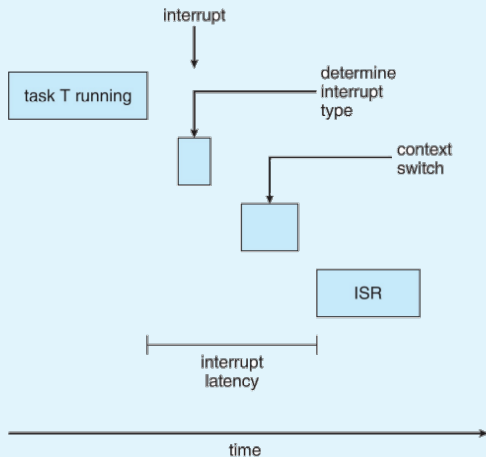 interrupt
task T running
determine
interrupt
type
context
switch
ISR
interrupt
latency
time